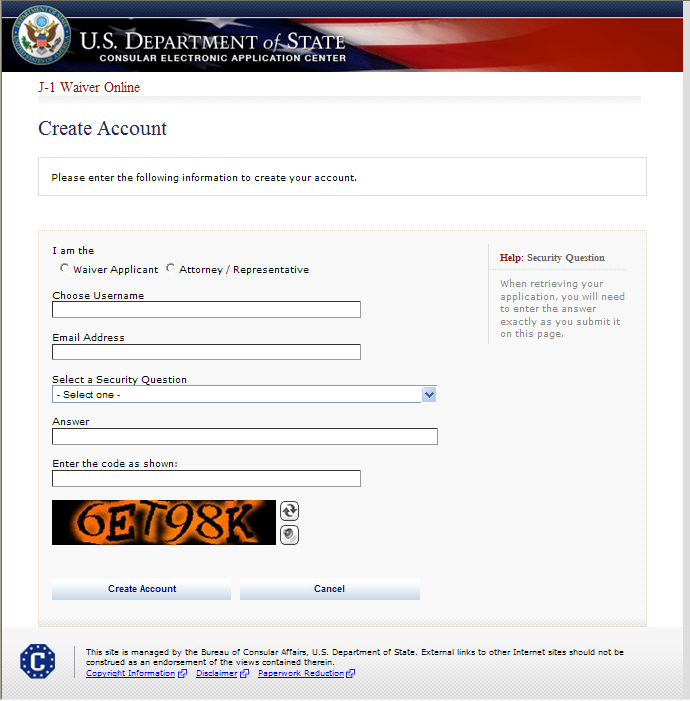 U.S. DEPARTMENT of STATE
CONSULAR ELECTRONIC APPLICATION CENTER
J-1 Waiver Online
Create Account
Please enter the following information to create your account.
I am the
Waiver Applicant Attorney / Representative
Choose Username
Email Address
Select a Security Question
- Select one -
Answer
Enter the code as shown:
6ET98K
Create Account Cancel
Help: Security Question
When retrieving your
application, you will need
to enter the answer
exactly as you submit it
on this page.
C
This site is managed by the Bureau of Consular Affairs, U.S. Department of State. External links to other Internet sites should not be
construed as an endorsement of the views contained therein.
Copyright Information Disclaimer Paperwork Reduction